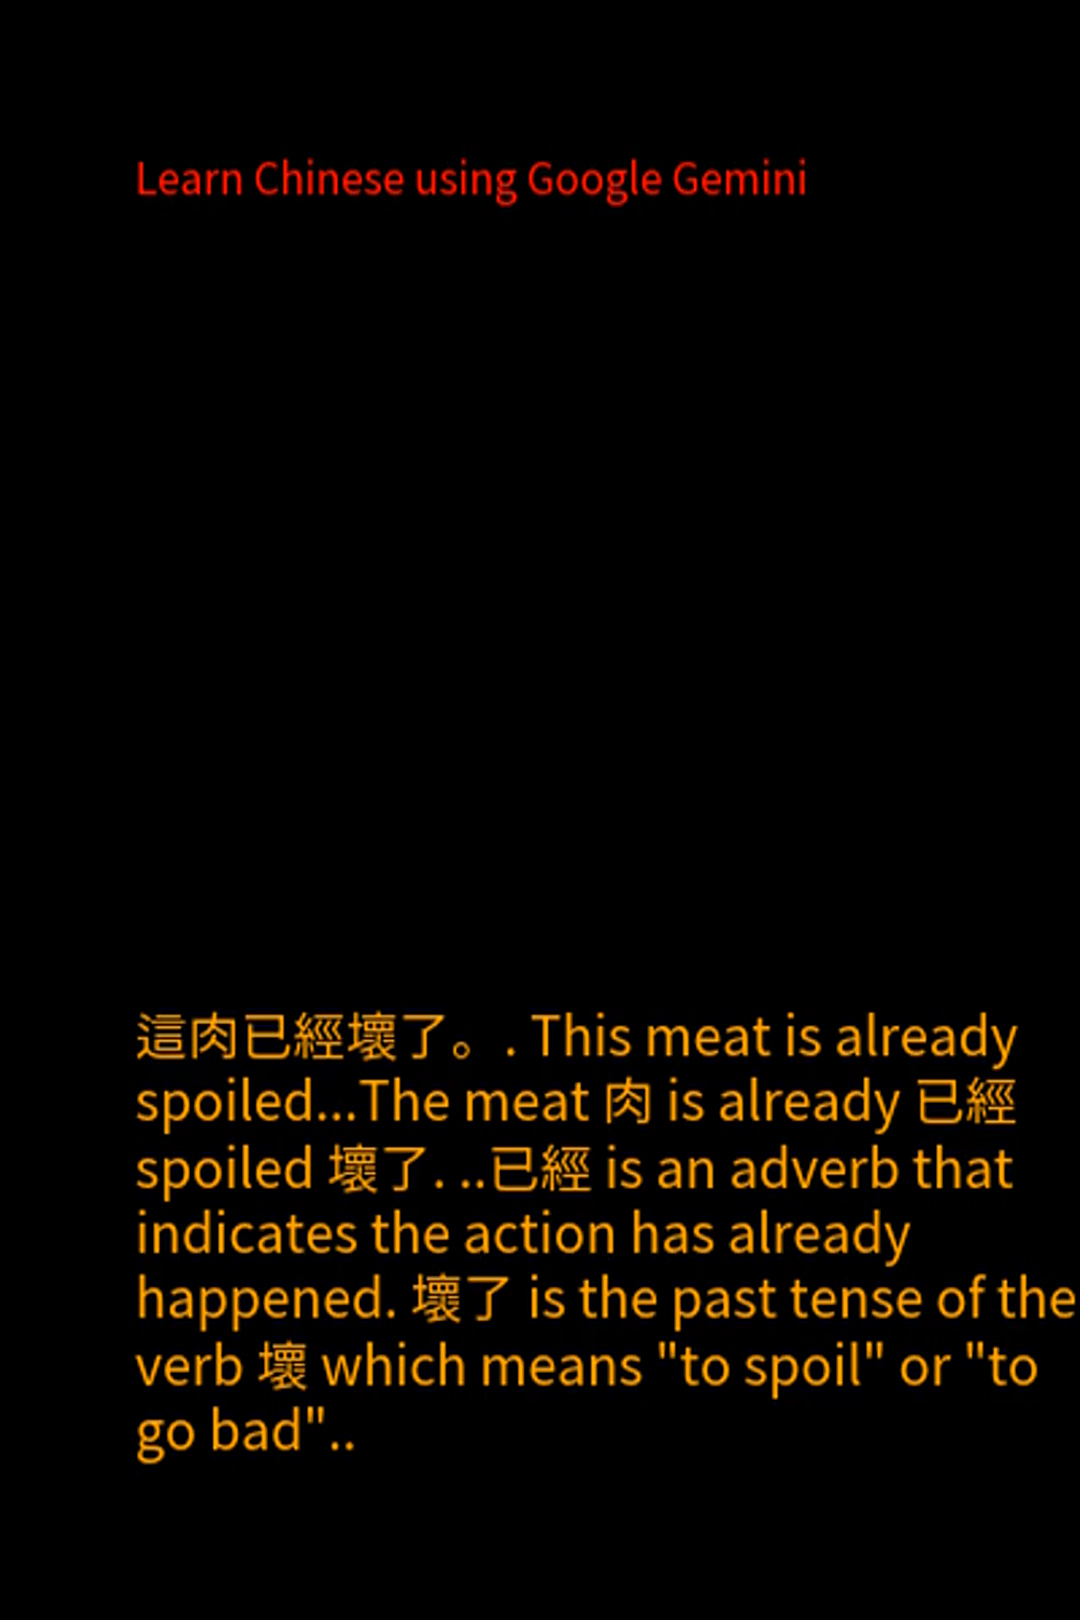 Learn Chinese using Google Gemini
這肉已經壞了。. This meat is already
spoiled...The meat 肉 is already 已經
spoiled 壞了. ..已經 is an adverb that
indicates the action has already
happened. 壞了 is the past tense of the
verb 壞 which means "to spoil" or "to
go bad"..